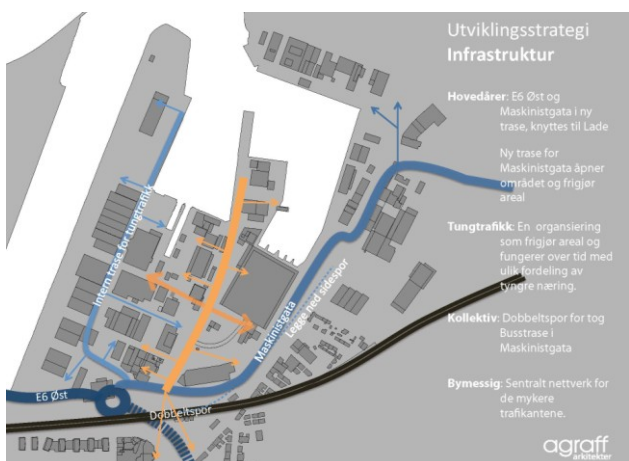 Utviklingsstrategi
Infrastruktur
Hovedårer: E6 Øst og
Maskinistgata i ny
trase, knyttes til Lade
Ny trase for
Maskinistgata åpner
området og frigjør
areal
Tungtrafikk: En organsiering
som frigjør areal og
fungerer over tid med
ulik fordeling av
tyngre næring.
Kollektiv: Dobbeltspor for tog
Busstrase i
Maskinistgata
Bymessig: Sentralt nettverk for
de mykere
trafikantene.
Intern trase for tungtrafikk
Maskinistgata
Legge ned sidespor
E6 Øst
Dobbeltspor
agraff
arkitekter